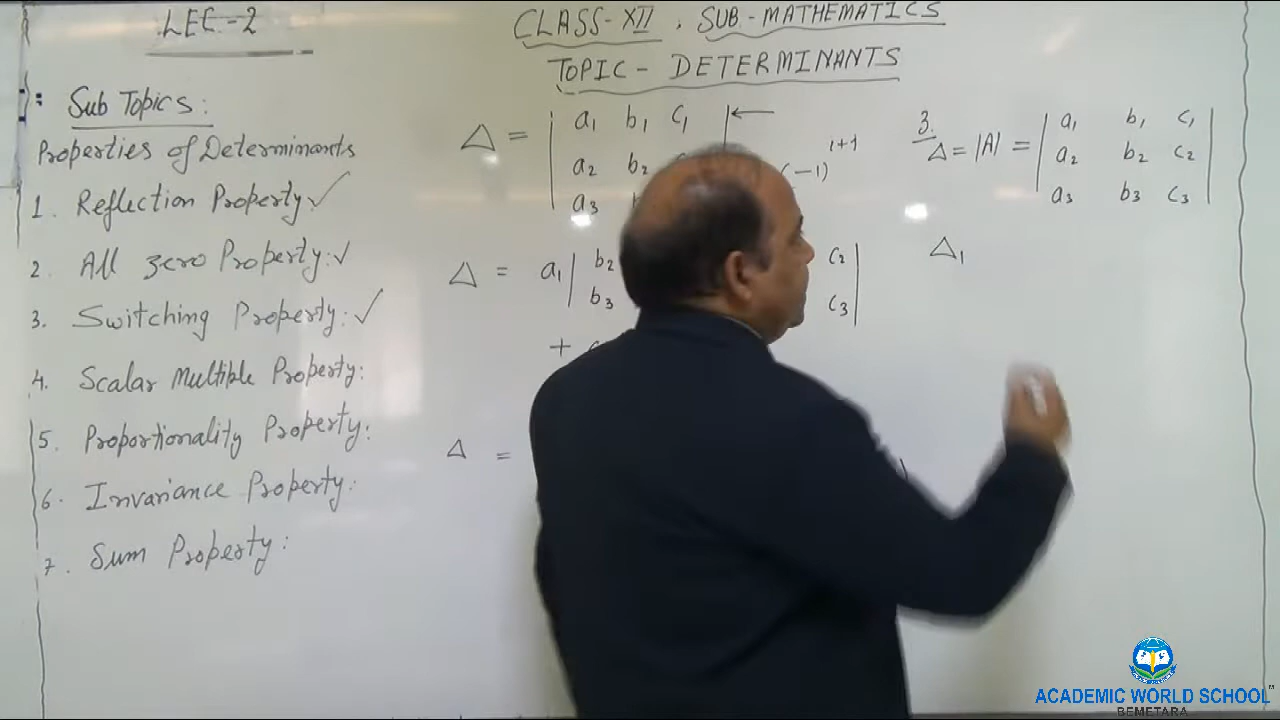 LEC.-2
CLASS-XII, SUB-MATHEMATICS
TOPIC- DETERMINANTS
Sub Topics:
Properties of Determinants
1. Reflection Property: ✓
2. All zero Property: ✓
3. Switching Property: ✓
4. Scalar Multiple Property:
5. Proportionality Property:
6. Invariance Property:
7. Sum Property:
Δ = | a₁ b₁ c₁ | ←
a₂ b₂
a₃
(-1)¹⁺¹
Δ = a₁ | b₂ c₂ |
b₃ c₃
+
Δ =
3.
Δ = |A| = | a₁ b₁ c₁ |
a₂ b₂ c₂
a₃ b₃ c₃
Δ₁
ACADEMIC WORLD SCHOOL™
BEMETARA